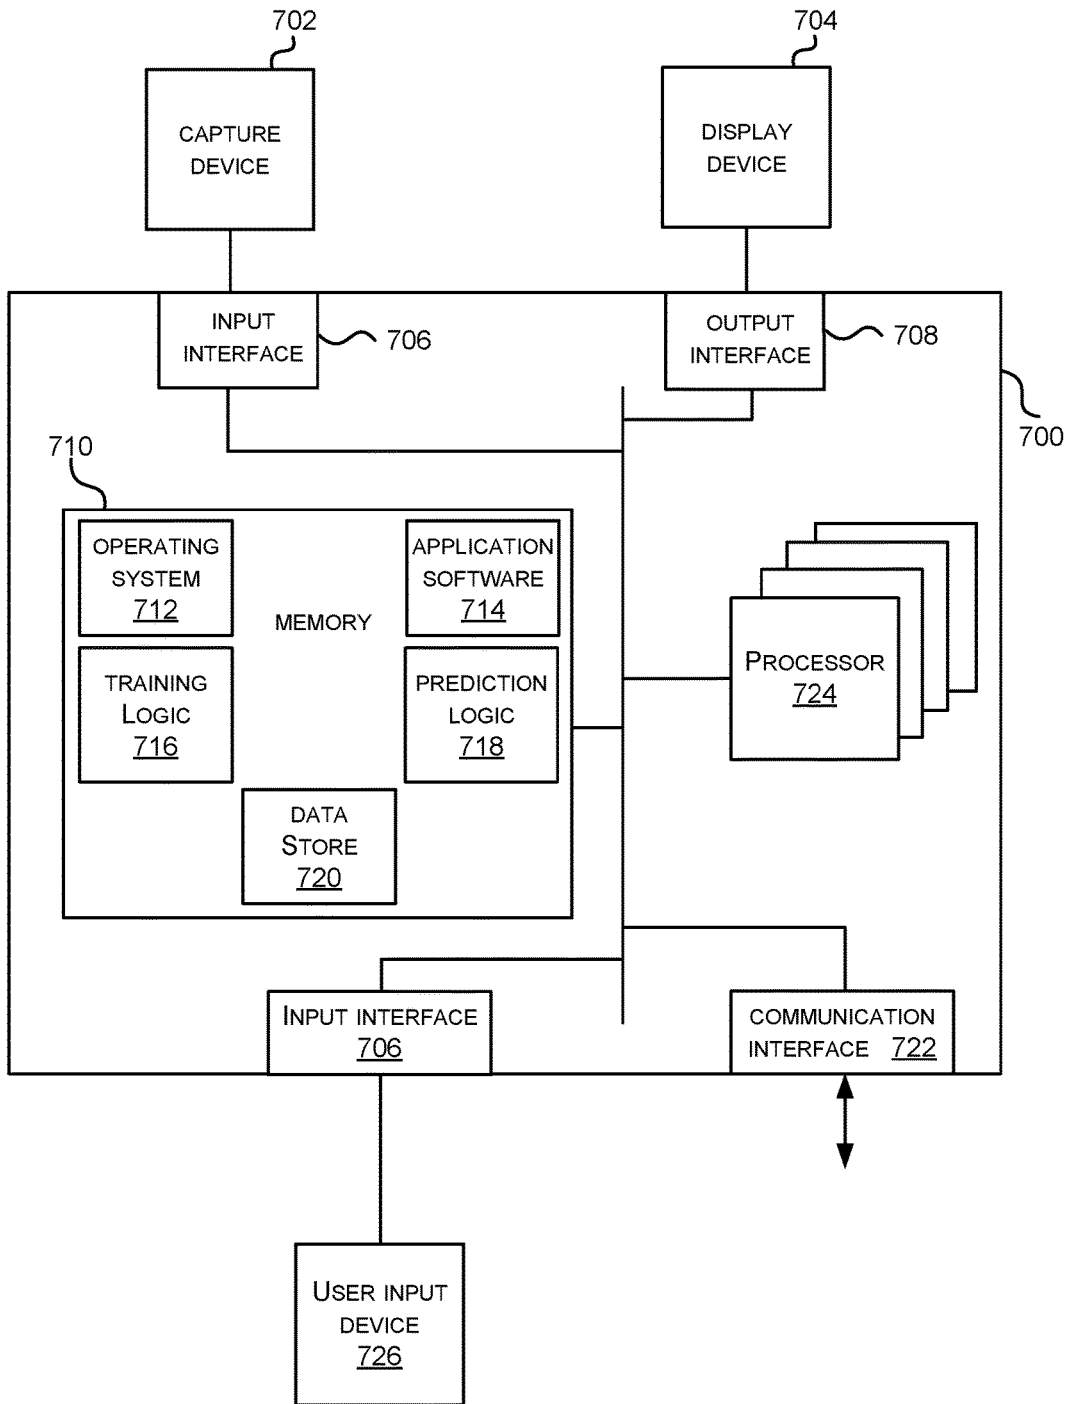 702
704
CAPTURE
DEVICE
DISPLAY
DEVICE
INPUT
INTERFACE
706
OUTPUT
INTERFACE
708
700
710
OPERATING
SYSTEM
712
MEMORY
APPLICATION
SOFTWARE
714
TRAINING
LOGIC
716
PREDICTION
LOGIC
718
DATA
STORE
720
PROCESSOR
724
INPUT INTERFACE
706
COMMUNICATION
INTERFACE 722
USER INPUT
DEVICE
726